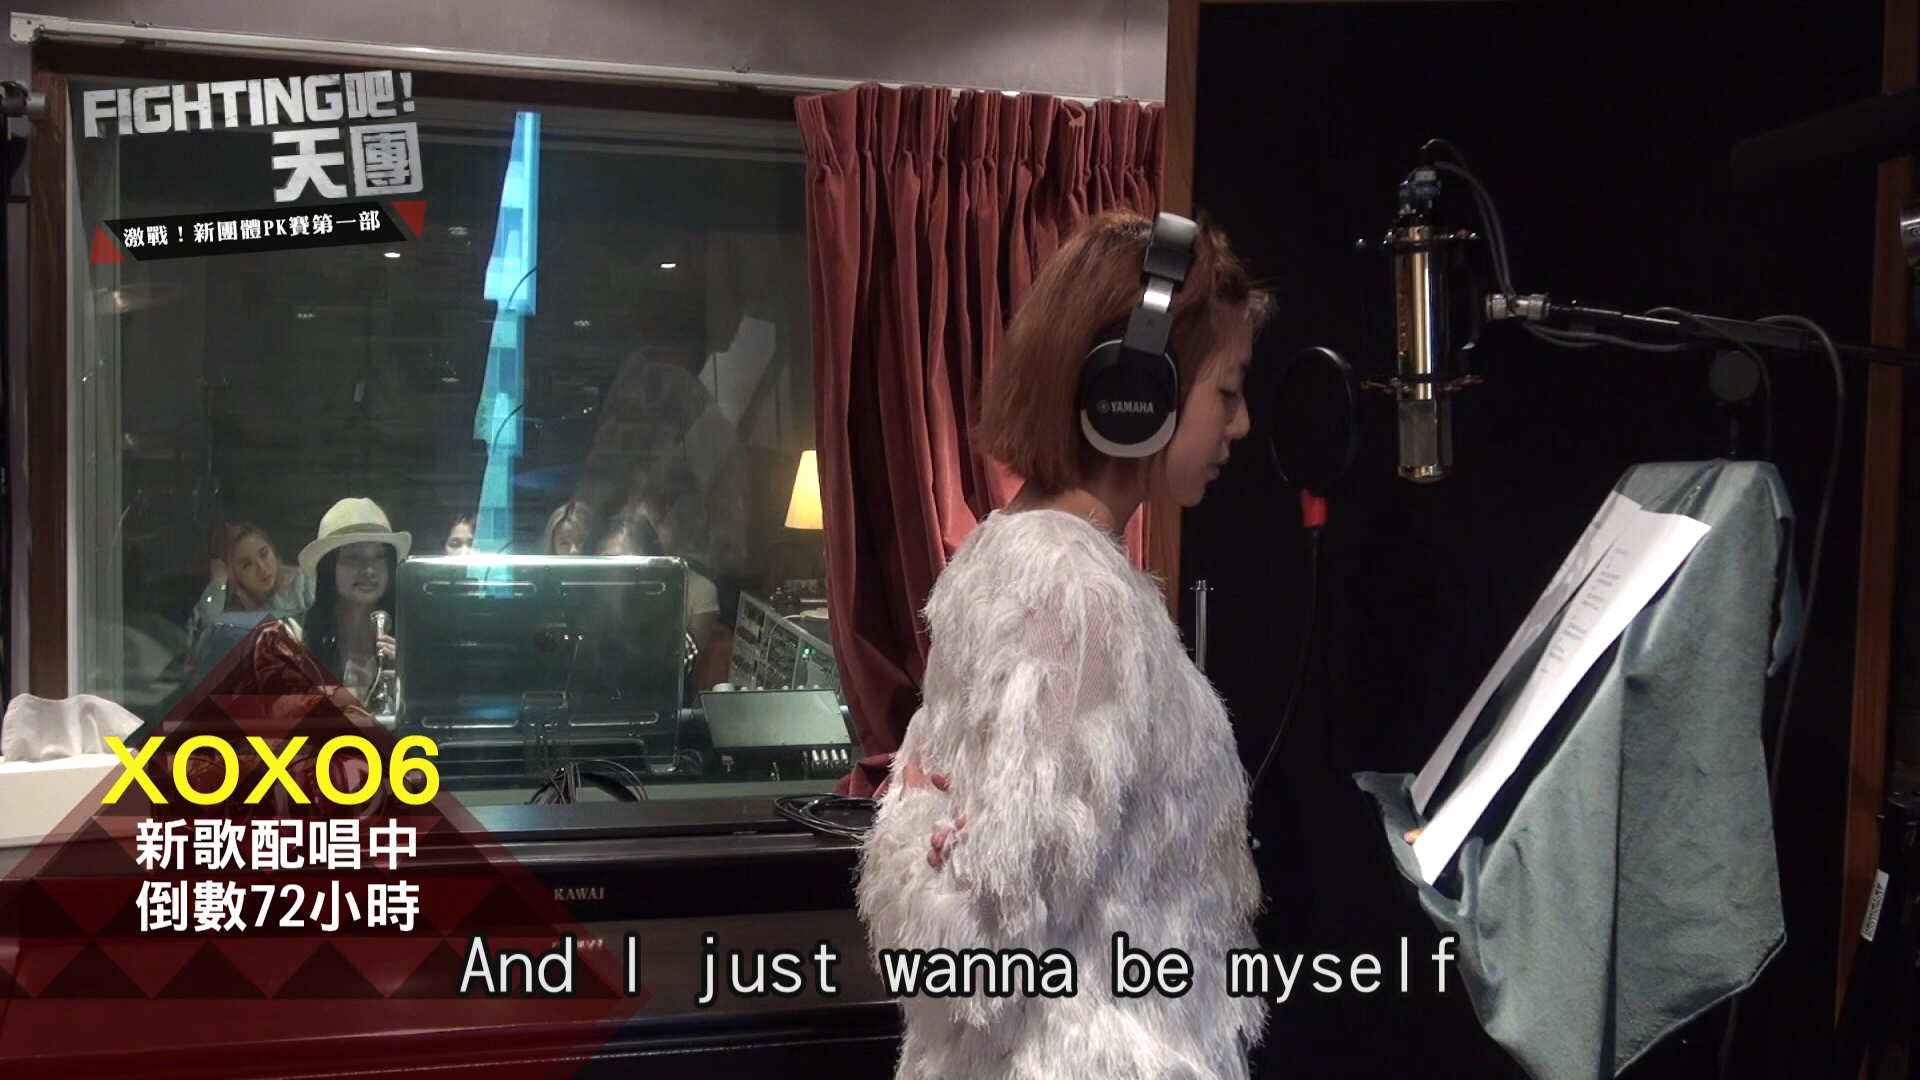 FIGHTING吧!
天團
激戰！新團體PK賽第一部
YAMAHA
XOXO6
新歌配唱中
倒數72小時
KAWAI
And I just wanna be myself